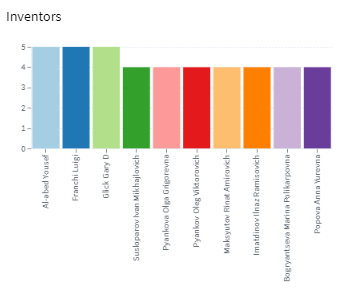 Inventors
5
4
3
2
1
0
Al-abed Yousef
Franchi Luigi
Glick Gary D
Susloparov Ivan Mikhajlovich
Pyankova Olga Grigorevna
Pyankov Oleg Viktorovich
Maksyutov Rinat Amirovich
Imatdinov Ilnaz Ramisovich
Bogryantseva Marina Polikarpovna
Popova Anna Yurevna